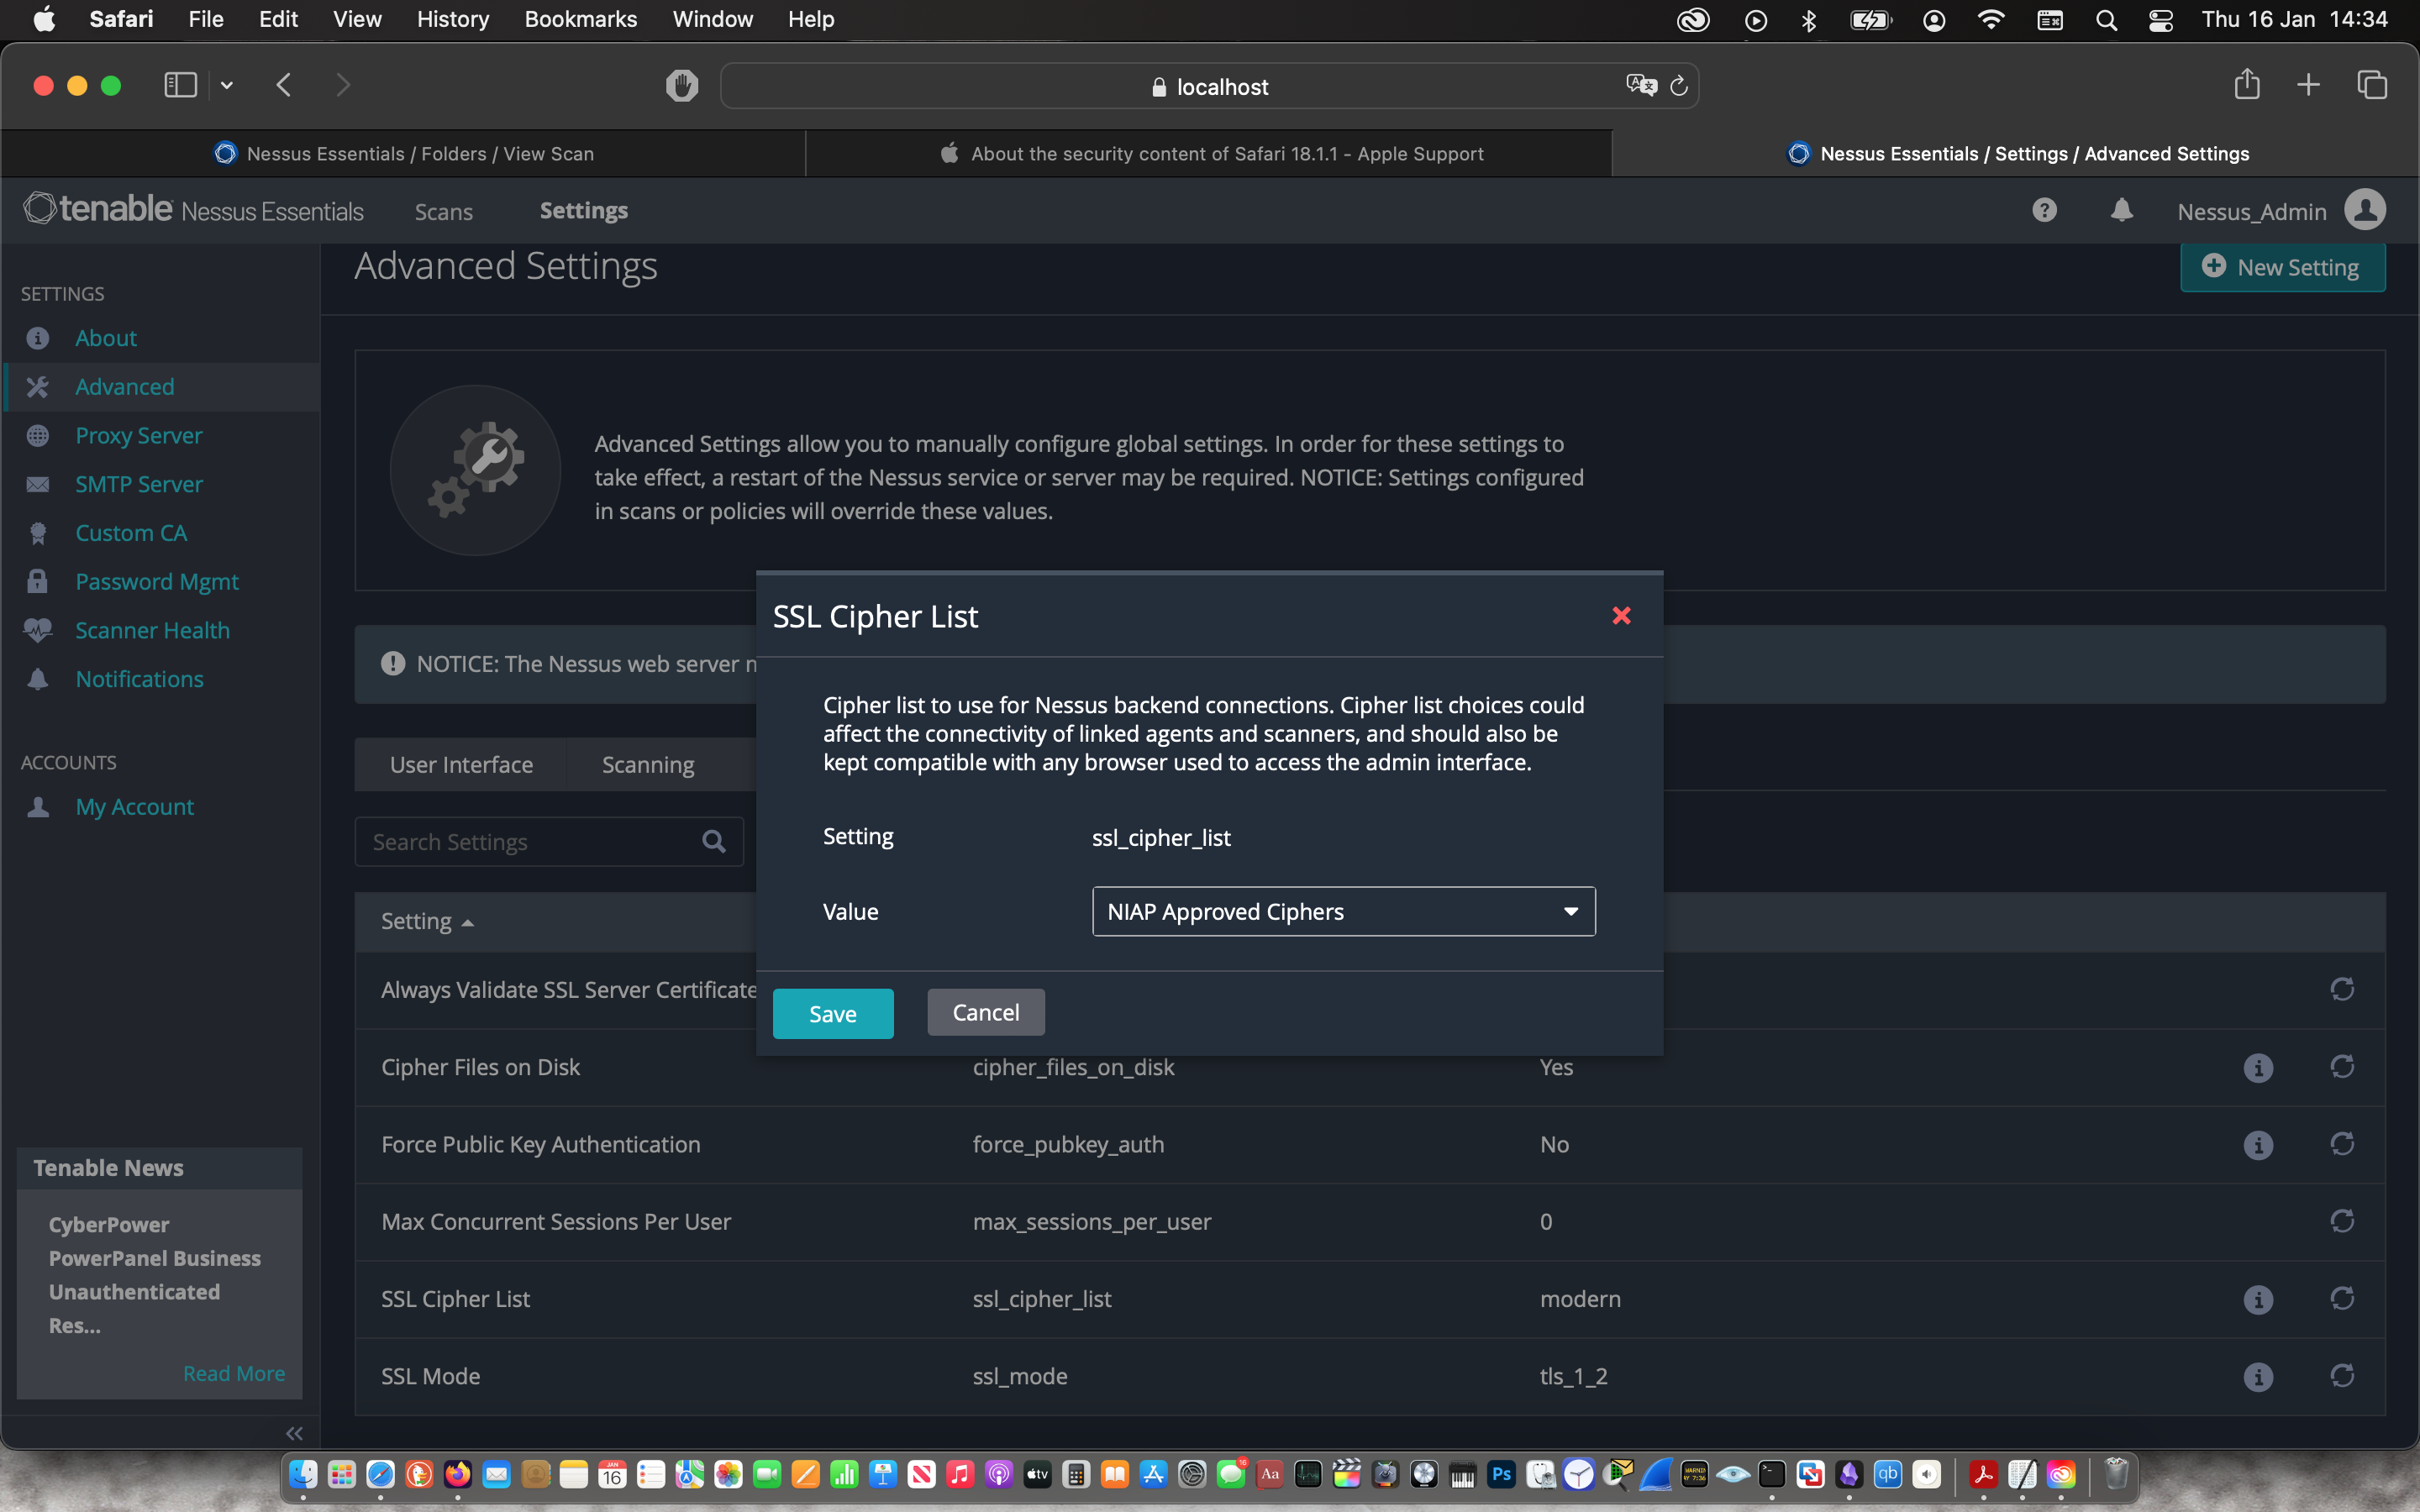 Safari File Edit View History Bookmarks Window Help
Thu 16 Jan 14:34
localhost
Nessus Essentials / Folders / View Scan
About the security content of Safari 18.1.1 - Apple Support
Nessus Essentials / Settings / Advanced Settings
tenable Nessus Essentials
Scans
Settings
Nessus_Admin
SETTINGS
About
Advanced
Proxy Server
SMTP Server
Custom CA
Password Mgmt
Scanner Health
Notifications
ACCOUNTS
My Account
Tenable News
CyberPower
PowerPanel Business
Unauthenticated
Res...
Read More
Advanced Settings
New Setting
Advanced Settings allow you to manually configure global settings. In order for these settings to
take effect, a restart of the Nessus service or server may be required. NOTICE: Settings configured
in scans or policies will override these values.
NOTICE: The Nessus web server
User Interface
Scanning
Search Settings
SSL Cipher List
Cipher list to use for Nessus backend connections. Cipher list choices could
affect the connectivity of linked agents and scanners, and should also be
kept compatible with any browser used to access the admin interface.
Setting ssl_cipher_list
Value NIAP Approved Ciphers
Save Cancel
Setting
Always Validate SSL Server Certificate
Cipher Files on Disk cipher_files_on_disk Yes
Force Public Key Authentication force_pubkey_auth No
Max Concurrent Sessions Per User max_sessions_per_user 0
SSL Cipher List ssl_cipher_list modern
SSL Mode ssl_mode tls_1_2
JAN
16
tv
16
Aa
Ps
qb